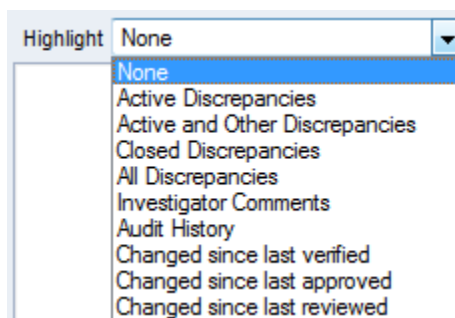 Highlight None
None
Active Discrepancies
Active and Other Discrepancies
Closed Discrepancies
All Discrepancies
Investigator Comments
Audit History
Changed since last verified
Changed since last approved
Changed since last reviewed